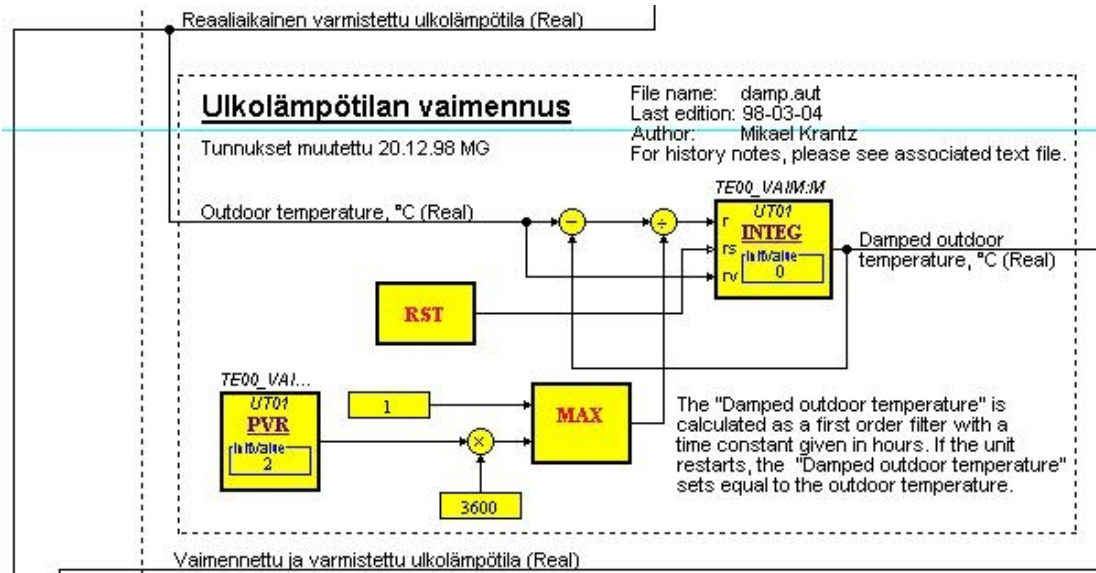 Reaaliaikainen varmistettu ulkolämpötila (Real)
Ulkolämpötilan vaimennus
Tunnukset muutettu 20.12.98 MG
File name: damp.aut
Last edition: 98-03-04
Author: Mikael Krantz
For history notes, please see associated text file.
TE00_VAIM:M
Outdoor temperature, °C (Real)
−
÷
r
UT01
INTEG
rs
InitValue
0
rv
Damped outdoor
temperature, °C (Real)
RST
TE00_VAI...
UT01
PVR
InitValue
2
1
×
3600
MAX
The "Damped outdoor temperature" is
calculated as a first order filter with a
time constant given in hours. If the unit
restarts, the "Damped outdoor temperature"
sets equal to the outdoor temperature.
Vaimennettu ja varmistettu ulkolämpötila (Real)